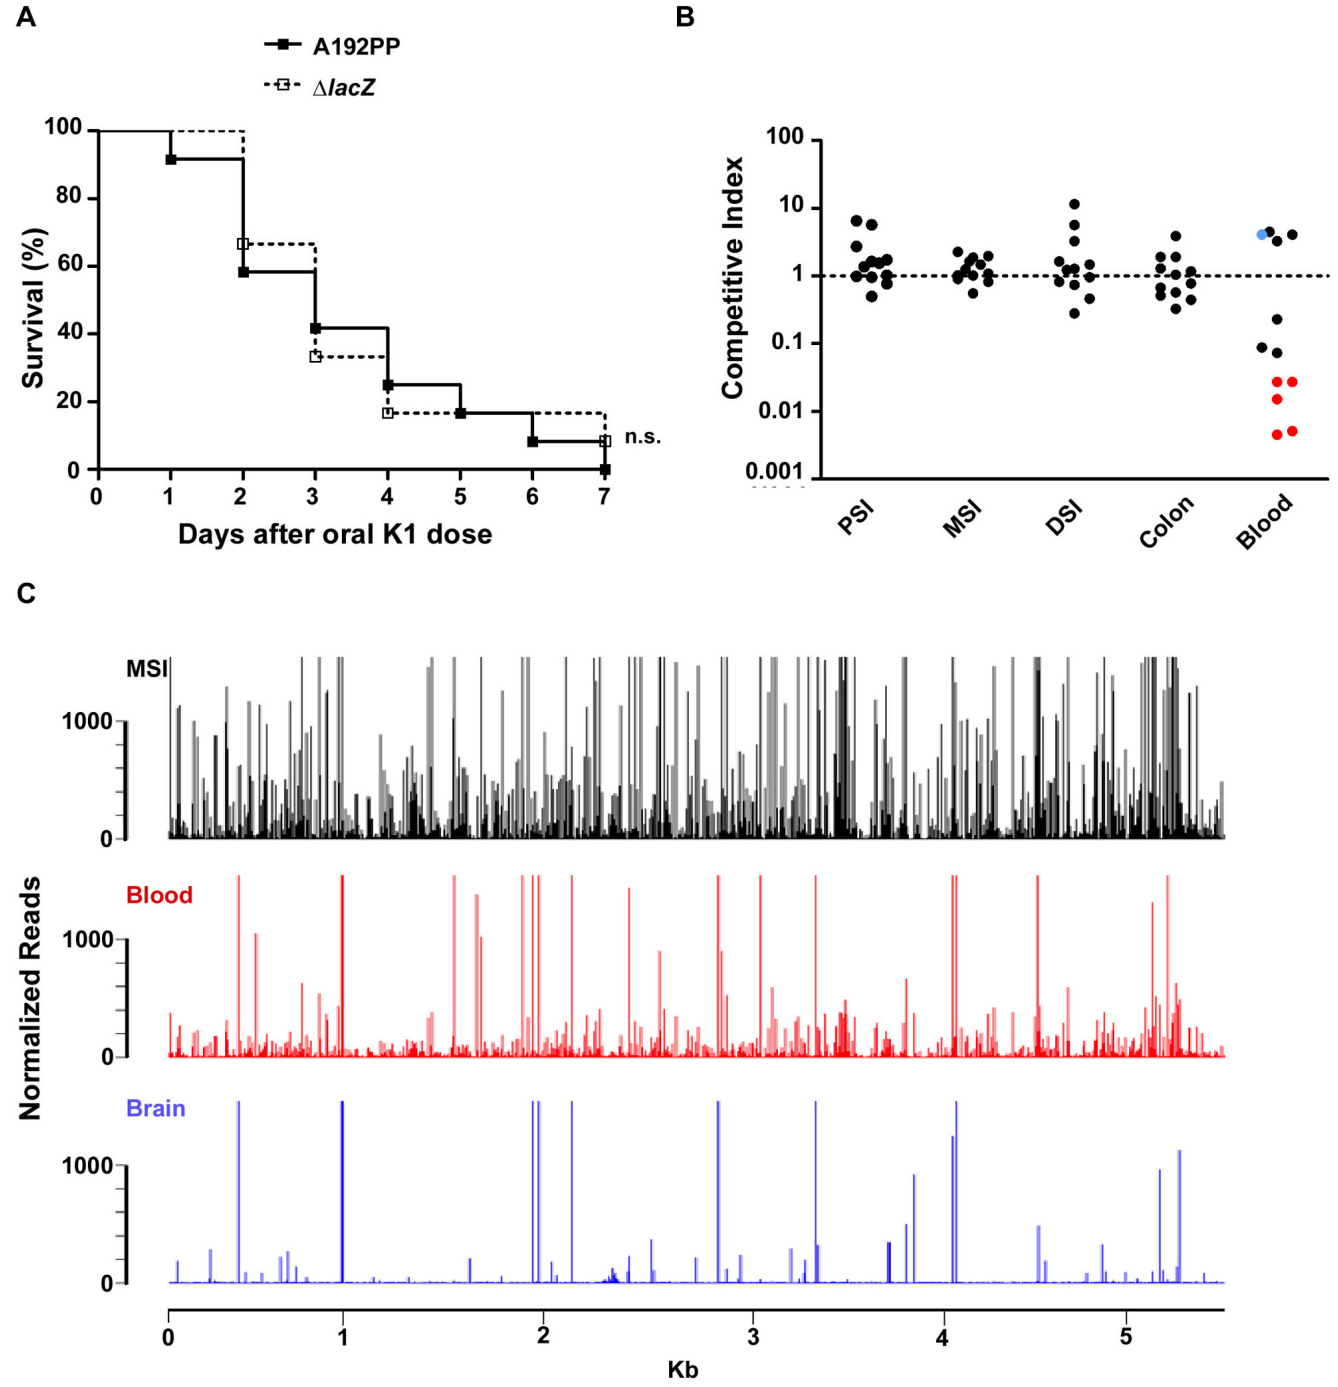 A
A192PP
ΔlacZ
100
80
60
40
20
0
Survival (%)
n.s.
0 1 2 3 4 5 6 7
Days after oral K1 dose
B
100
10
1
0.1
0.01
0.001
Competitive Index
PSI MSI DSI Colon Blood
C
MSI
1000
0
Blood
1000
0
Brain
1000
0
Normalized Reads
0 1 2 3 4 5
Kb